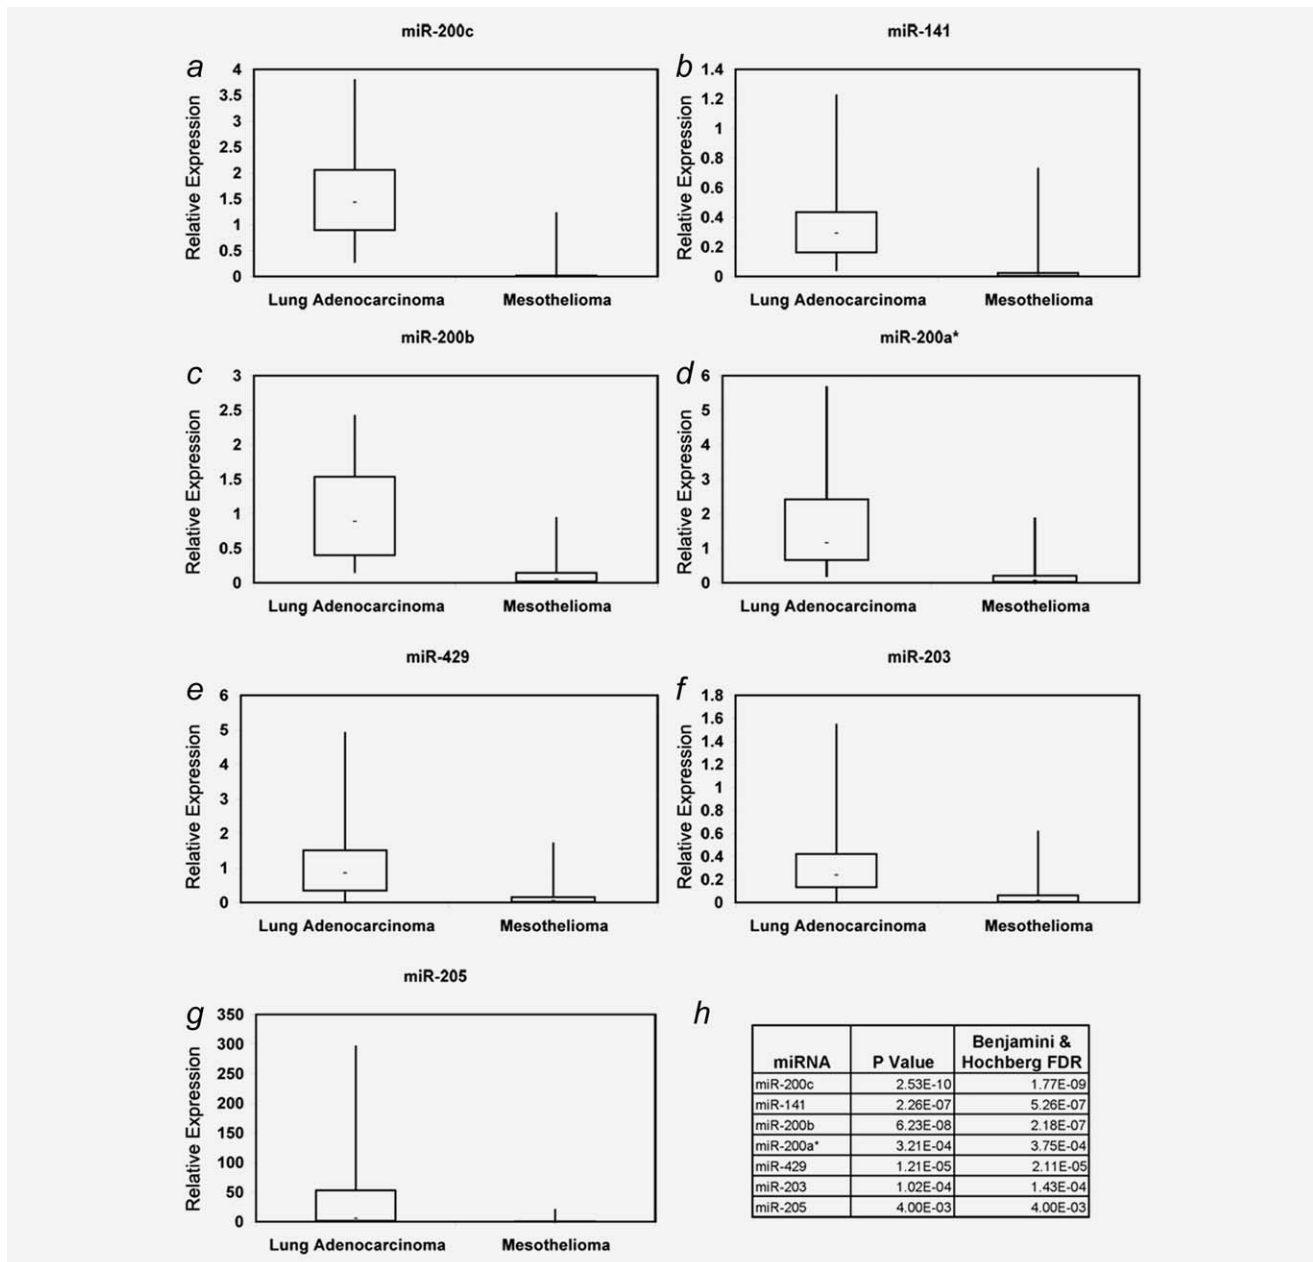 miR-200c
a
Relative Expression
4
3.5
3
2.5
2
1.5
1
0.5
0
Lung Adenocarcinoma Mesothelioma
miR-141
b
Relative Expression
1.4
1.2
1
0.8
0.6
0.4
0.2
0
Lung Adenocarcinoma Mesothelioma
miR-200b
c
Relative Expression
3
2.5
2
1.5
1
0.5
0
Lung Adenocarcinoma Mesothelioma
miR-200a*
d
Relative Expression
6
5
4
3
2
1
0
Lung Adenocarcinoma Mesothelioma
miR-429
e
Relative Expression
6
5
4
3
2
1
0
Lung Adenocarcinoma Mesothelioma
miR-203
f
Relative Expression
1.8
1.6
1.4
1.2
1
0.8
0.6
0.4
0.2
0
Lung Adenocarcinoma Mesothelioma
miR-205
g
Relative Expression
350
300
250
200
150
100
50
0
Lung Adenocarcinoma Mesothelioma
h
miRNA P Value Benjamini &
Hochberg FDR
miR-200c 2.53E-10 1.77E-09
miR-141 2.26E-07 5.26E-07
miR-200b 6.23E-08 2.18E-07
miR-200a* 3.21E-04 3.75E-04
miR-429 1.21E-05 2.11E-05
miR-203 1.02E-04 1.43E-04
miR-205 4.00E-03 4.00E-03